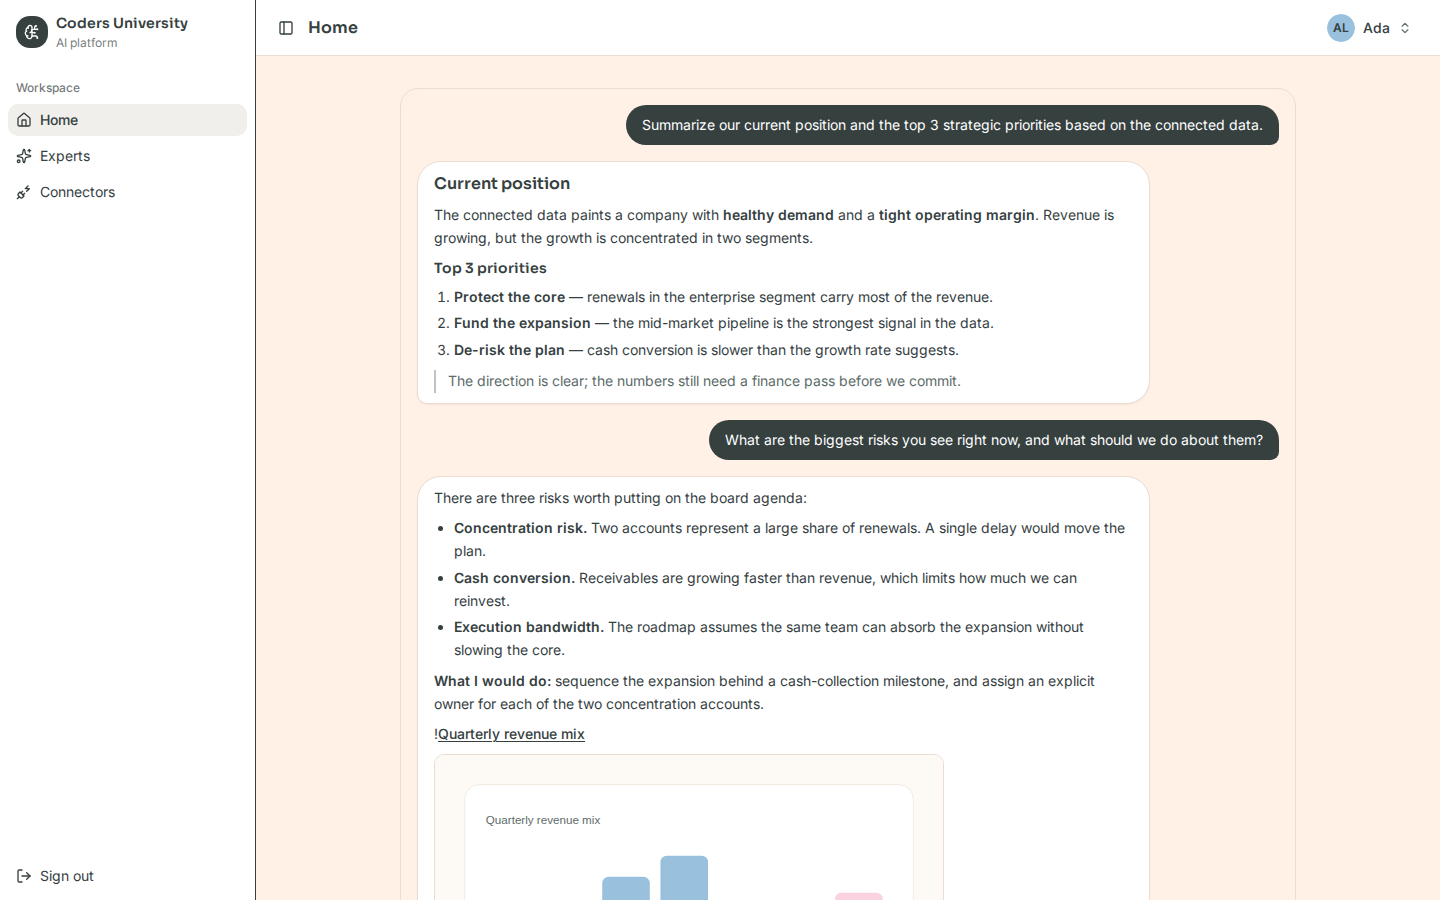 Coders University
AI platform
Workspace
Home
Experts
Connectors
Sign out
Home
AL
Ada
Summarize our current position and the top 3 strategic priorities based on the connected data.
Current position
The connected data paints a company with healthy demand and a tight operating margin. Revenue is
growing, but the growth is concentrated in two segments.
Top 3 priorities
1. Protect the core — renewals in the enterprise segment carry most of the revenue.
2. Fund the expansion — the mid-market pipeline is the strongest signal in the data.
3. De-risk the plan — cash conversion is slower than the growth rate suggests.
The direction is clear; the numbers still need a finance pass before we commit.
What are the biggest risks you see right now, and what should we do about them?
There are three risks worth putting on the board agenda:
• Concentration risk. Two accounts represent a large share of renewals. A single delay would move the
plan.
• Cash conversion. Receivables are growing faster than revenue, which limits how much we can
reinvest.
• Execution bandwidth. The roadmap assumes the same team can absorb the expansion without
slowing the core.
What I would do: sequence the expansion behind a cash-collection milestone, and assign an explicit
owner for each of the two concentration accounts.
!Quarterly revenue mix
Quarterly revenue mix